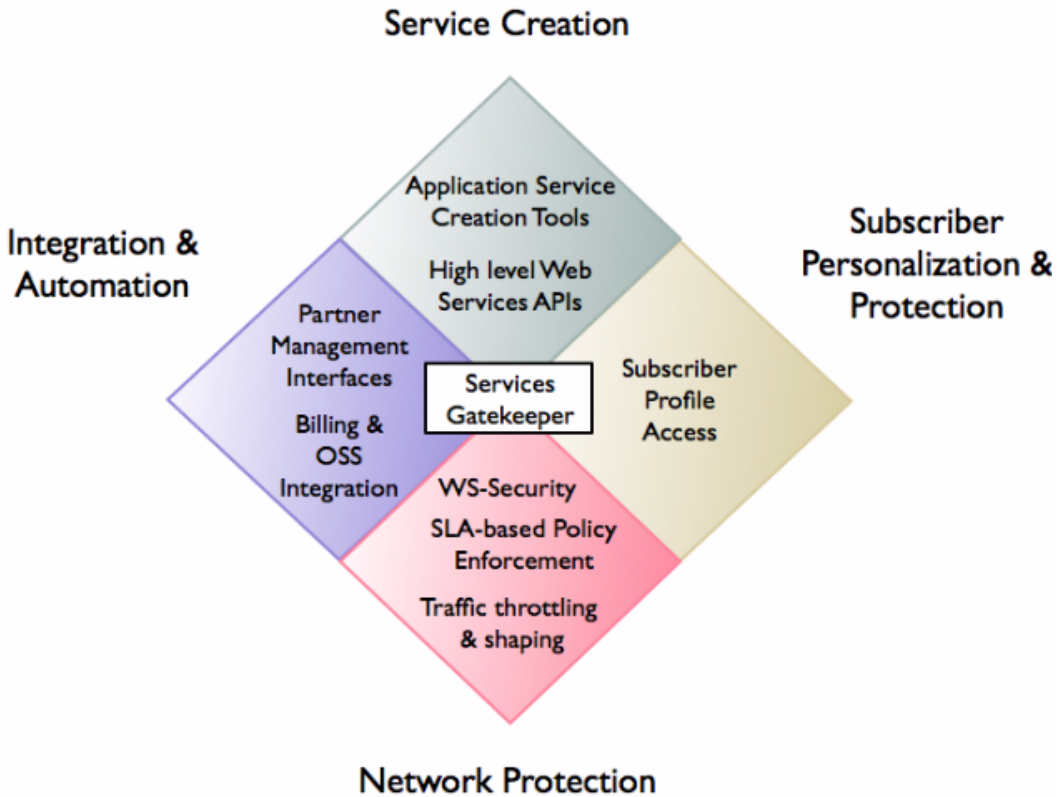 Service Creation
Application Service
Creation Tools
High level Web
Services APIs
Integration &
Automation
Partner
Management
Interfaces
Billing &
OSS
Integration
Services
Gatekeeper
Subscriber
Personalization &
Protection
Subscriber
Profile
Access
WS-Security
SLA-based Policy
Enforcement
Traffic throttling
& shaping
Network Protection